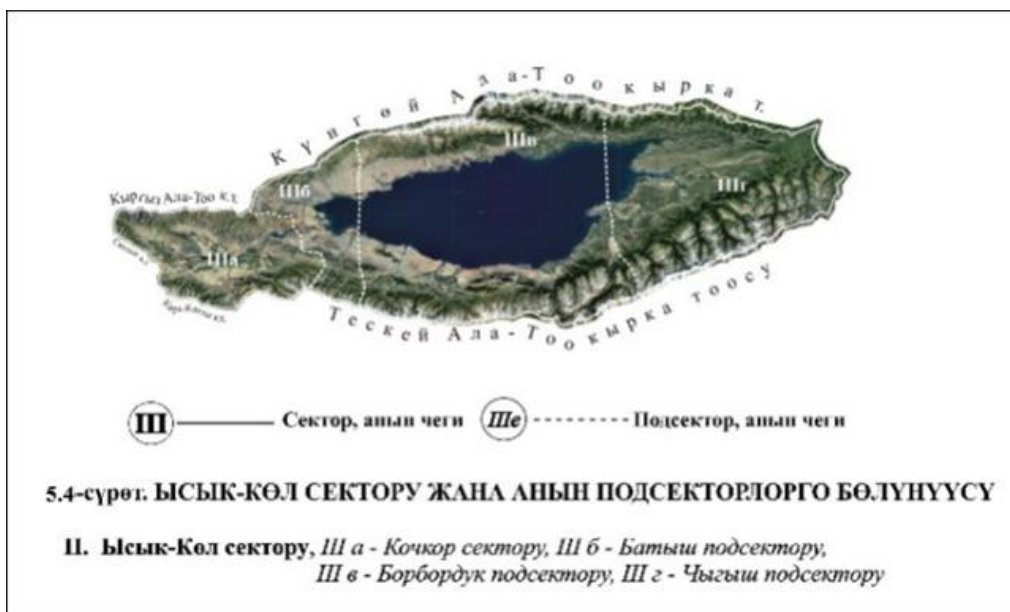 Күнгөй Ала-Тоо кырка т.
Кыргыз Ала-Тоо к.т.
IIIб
IIIв
IIIг
IIIа
Тескей Ала-Тоо кырка тоосу
III Сектор, анын чеги IIIе Подсектор, анын чеги
5.4-сүрөт. ЫСЫК-КӨЛ СЕКТОРУ ЖАНА АНЫН ПОДСЕКТОРЛОРГО БӨЛҮНҮҮСҮ
II. Ысык-Көл сектору, III а - Кочкор сектору, III б - Батыш подсектору,
III в - Борбордук подсектору, III г - Чыгыш подсектору